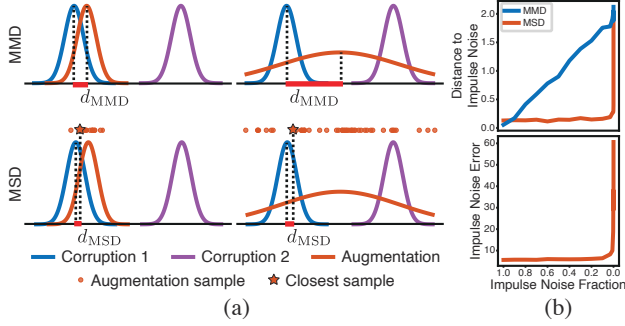 MMD
d_MMD
d_MMD
MSD
d_MSD
d_MSD
Corruption 1
Corruption 2
Augmentation
Augmentation sample
Closest sample
(a)
(b)
MMD
MSD
Distance to
Impulse Noise
2.0
1.5
1.0
0.5
0.0
Impulse Noise Error
60
50
40
30
20
10
1.0 0.8 0.6 0.4 0.2 0.0
Impulse Noise Fraction
(b)